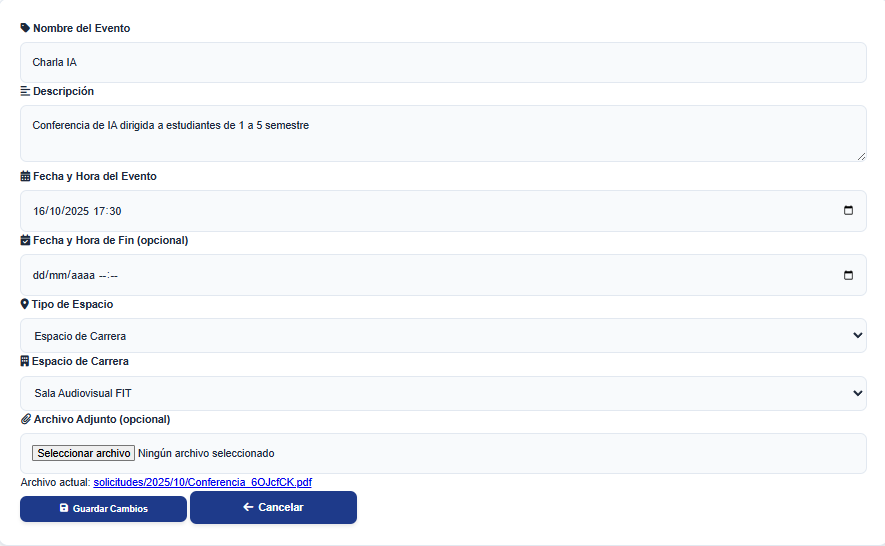 Nombre del Evento
Charla IA
Descripción
Conferencia de IA dirigida a estudiantes de 1 a 5 semestre
Fecha y Hora del Evento
16/10/2025 17:30
Fecha y Hora de Fin (opcional)
dd/mm/aaaa --:--
Tipo de Espacio
Espacio de Carrera
Espacio de Carrera
Sala Audiovisual FIT
Archivo Adjunto (opcional)
Seleccionar archivo Ningún archivo seleccionado
Archivo actual: solicitudes/2025/10/Conferencia_6OJcfCK.pdf
Guardar Cambios Cancelar